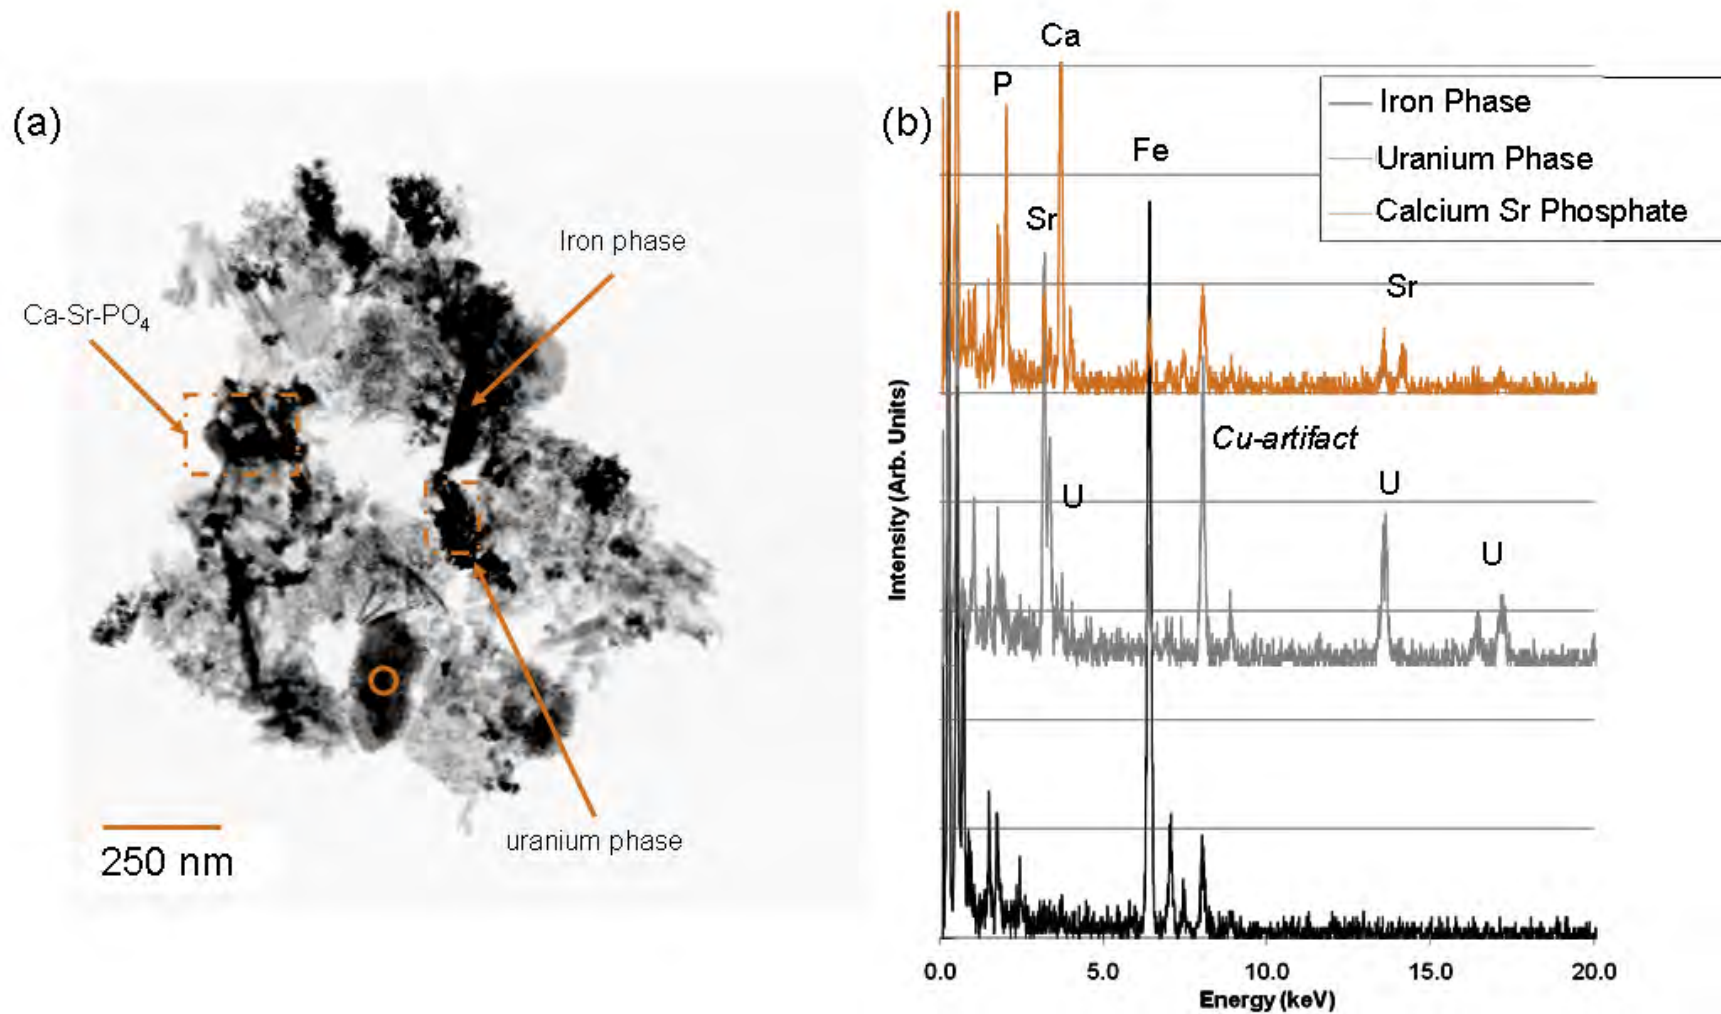 (a)
Iron phase
Ca-Sr-PO4
uranium phase
250 nm
(b)
Ca
P
Fe
Sr
Iron Phase
Uranium Phase
Calcium Sr Phosphate
Sr
Cu-artifact
U
U
U
Intensity (Arb. Units)
0.0 5.0 10.0 15.0 20.0
Energy (keV)